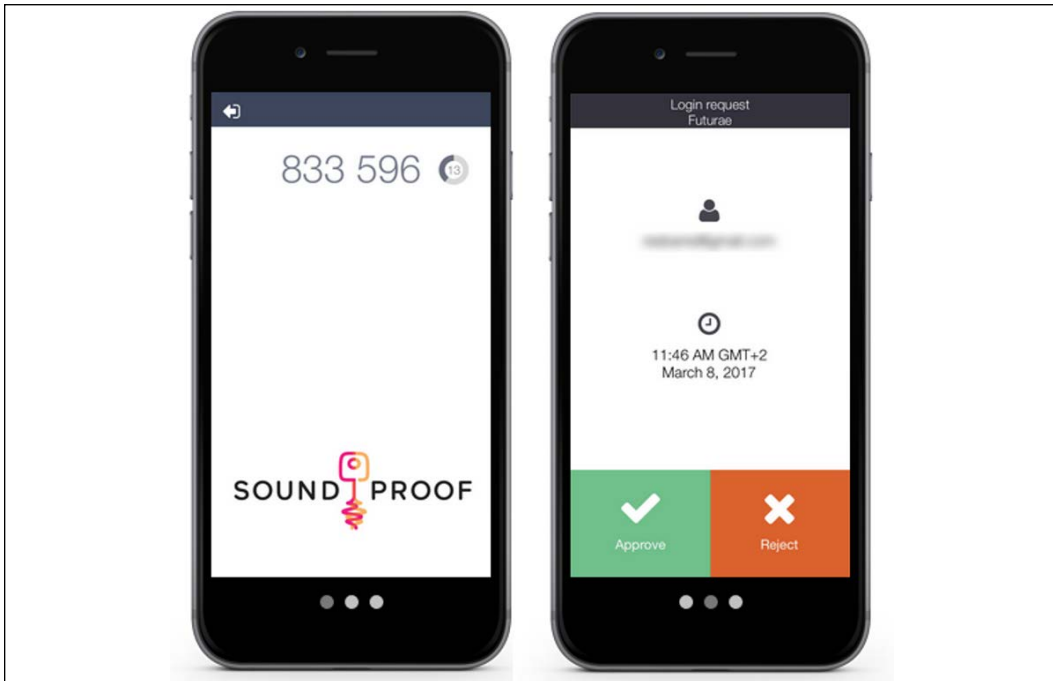 833 596
13
SOUND PROOF
Login request
Futurae
11:46 AM GMT+2
March 8, 2017
Approve
Reject